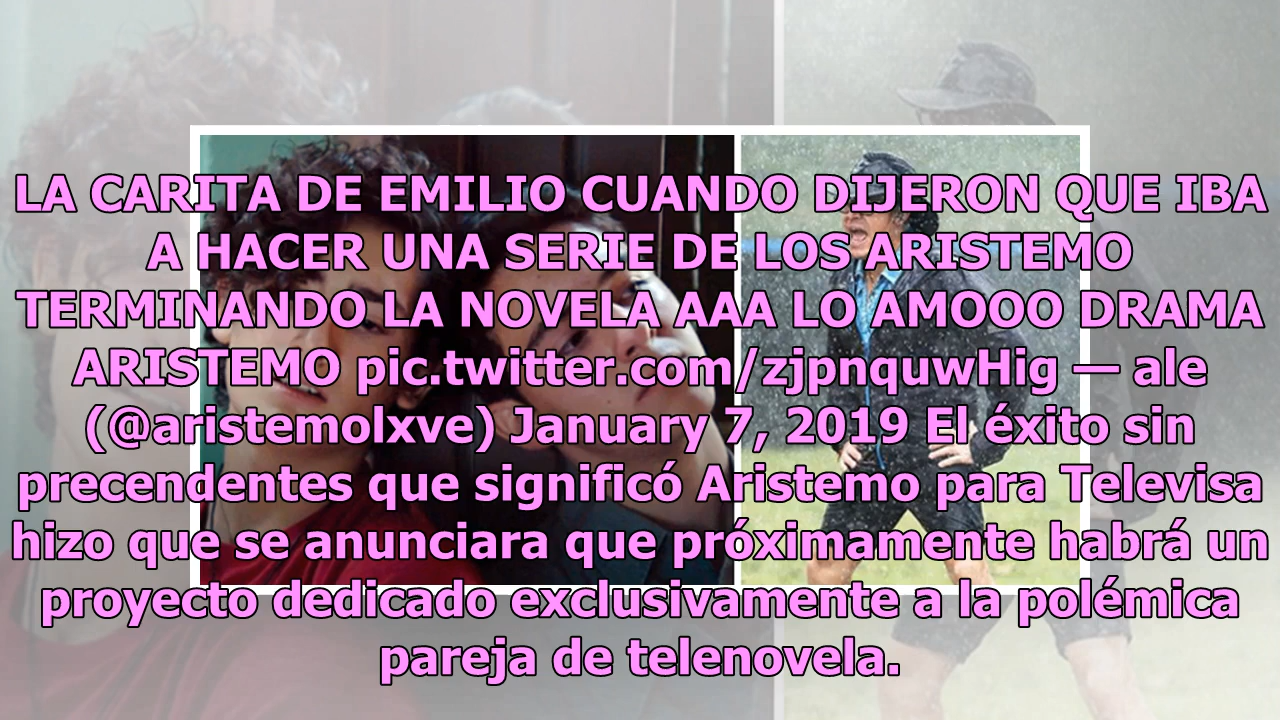 LA CARITA DE EMILIO CUANDO DIJERON QUE IBA
A HACER UNA SERIE DE LOS ARISTEMO
TERMINANDO LA NOVELA AAA LO AMOOO DRAMA
ARISTEMO pic.twitter.com/zjpnquwHig — ale
(@aristemolxve) January 7, 2019 El éxito sin
precendentes que significó Aristemo para Televisa
hizo que se anunciara que próximamente habrá un
proyecto dedicado exclusivamente a la polémica
pareja de telenovela.